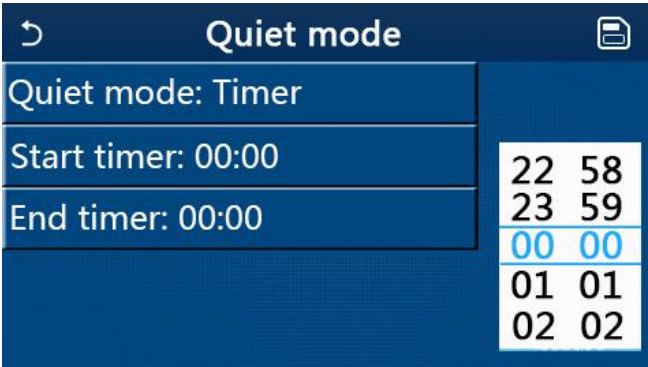 Quiet mode
Quiet mode: Timer
Start timer: 00:00
End timer: 00:00
22 58
23 59
00 00
01 01
02 02